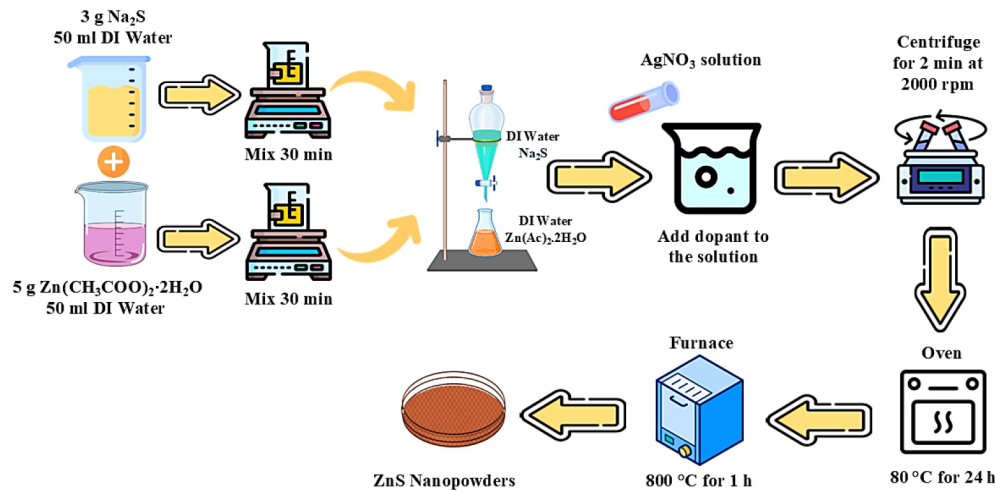 3 g Na₂S
50 ml DI Water
Mix 30 min
5 g Zn(CH₃COO)₂·2H₂O
50 ml DI Water
Mix 30 min
DI Water
Na₂S
DI Water
Zn(Ac)₂.2H₂O
AgNO₃ solution
Add dopant to
the solution
Centrifuge
for 2 min at
2000 rpm
Oven
80 °C for 24 h
Furnace
800 °C for 1 h
ZnS Nanopowders